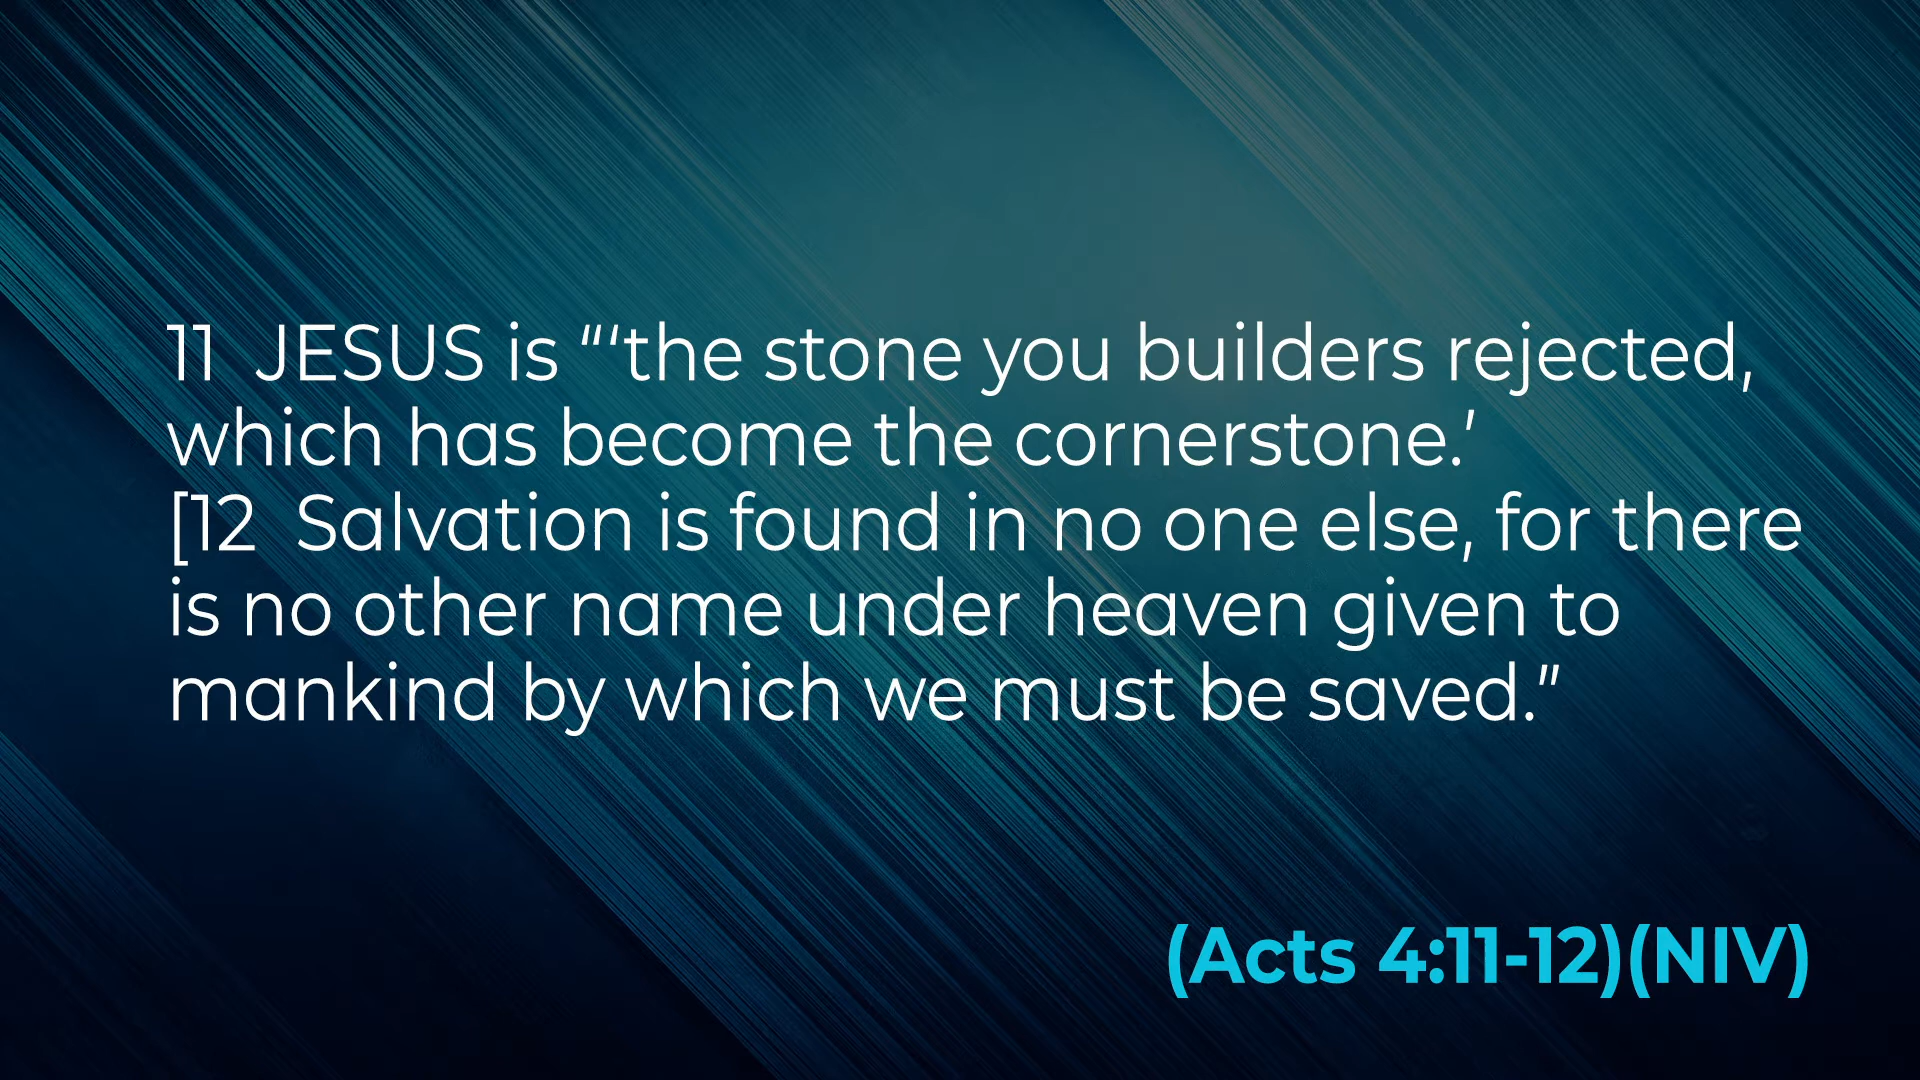 11  JESUS is “‘the stone you builders rejected,
which has become the cornerstone.’
[12  Salvation is found in no one else, for there
is no other name under heaven given to
mankind by which we must be saved.”
(Acts 4:11-12)(NIV)